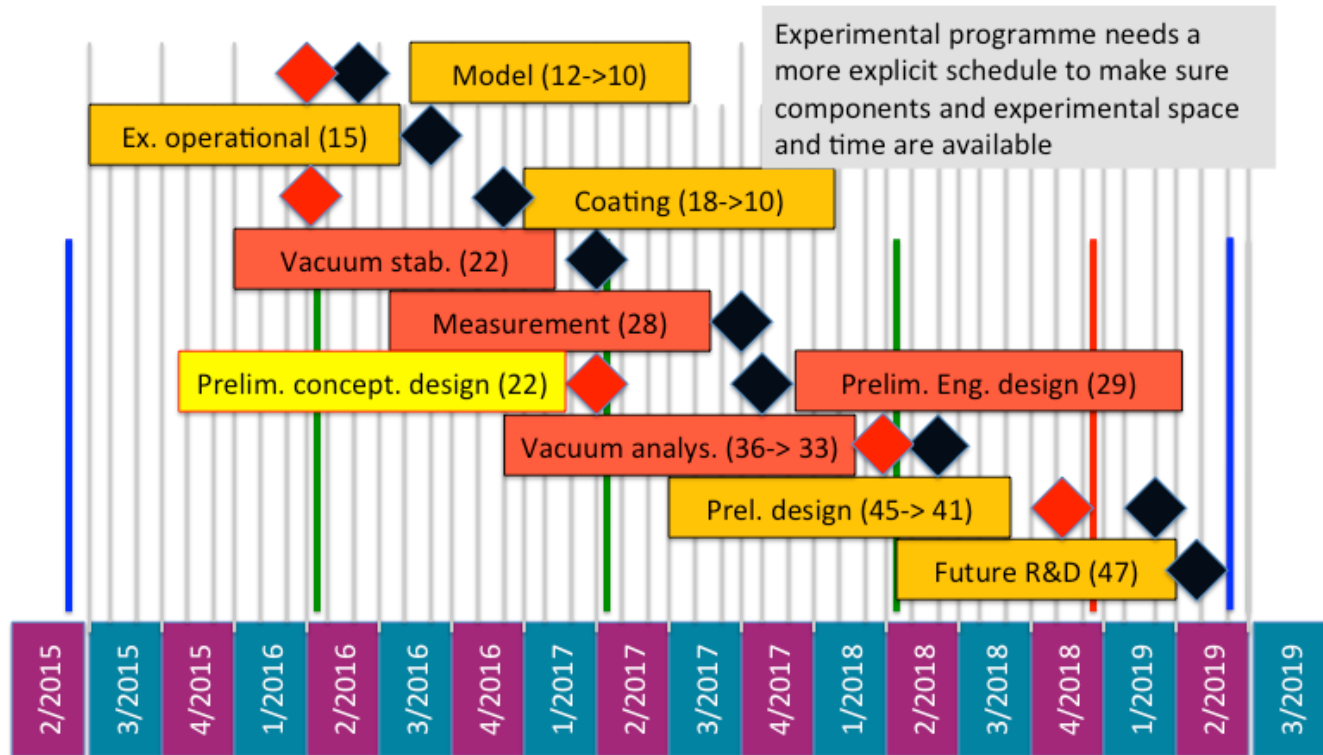 Experimental programme needs a
more explicit schedule to make sure
components and experimental space
and time are available
Model (12->10)
Ex. operational (15)
Coating (18->10)
Vacuum stab. (22)
Measurement (28)
Prelim. concept. design (22)
Prelim. Eng. design (29)
Vacuum analys. (36-> 33)
Prel. design (45-> 41)
Future R&D (47)
2/2015
3/2015
4/2015
1/2016
2/2016
3/2016
4/2016
1/2017
2/2017
3/2017
4/2017
1/2018
2/2018
3/2018
4/2018
1/2019
2/2019
3/2019